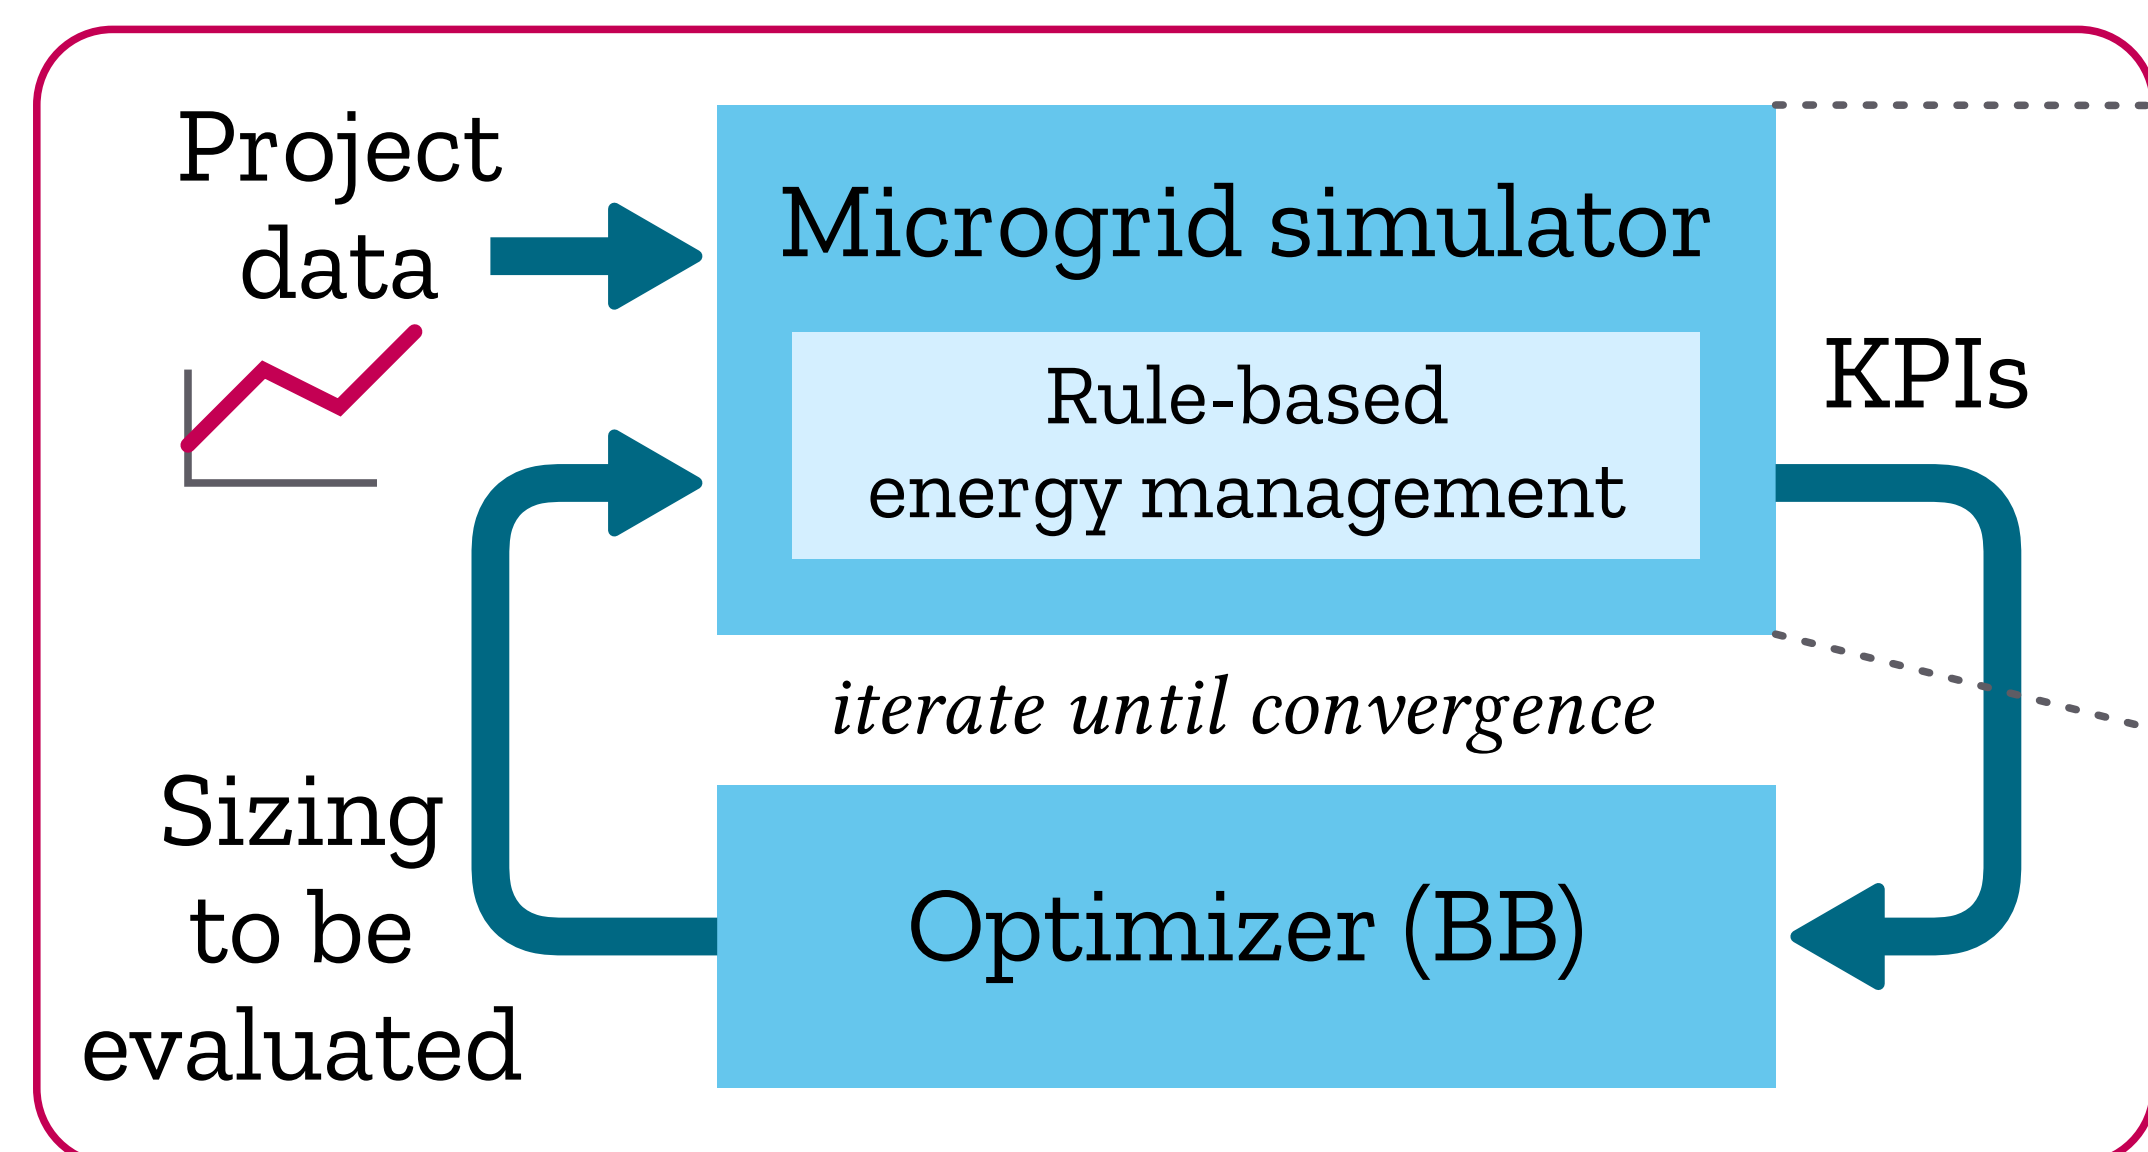 Project
data
Microgrid simulator
Rule-based
energy management
KPIs
iterate until convergence
Sizing
to be
evaluated
Optimizer (BB)